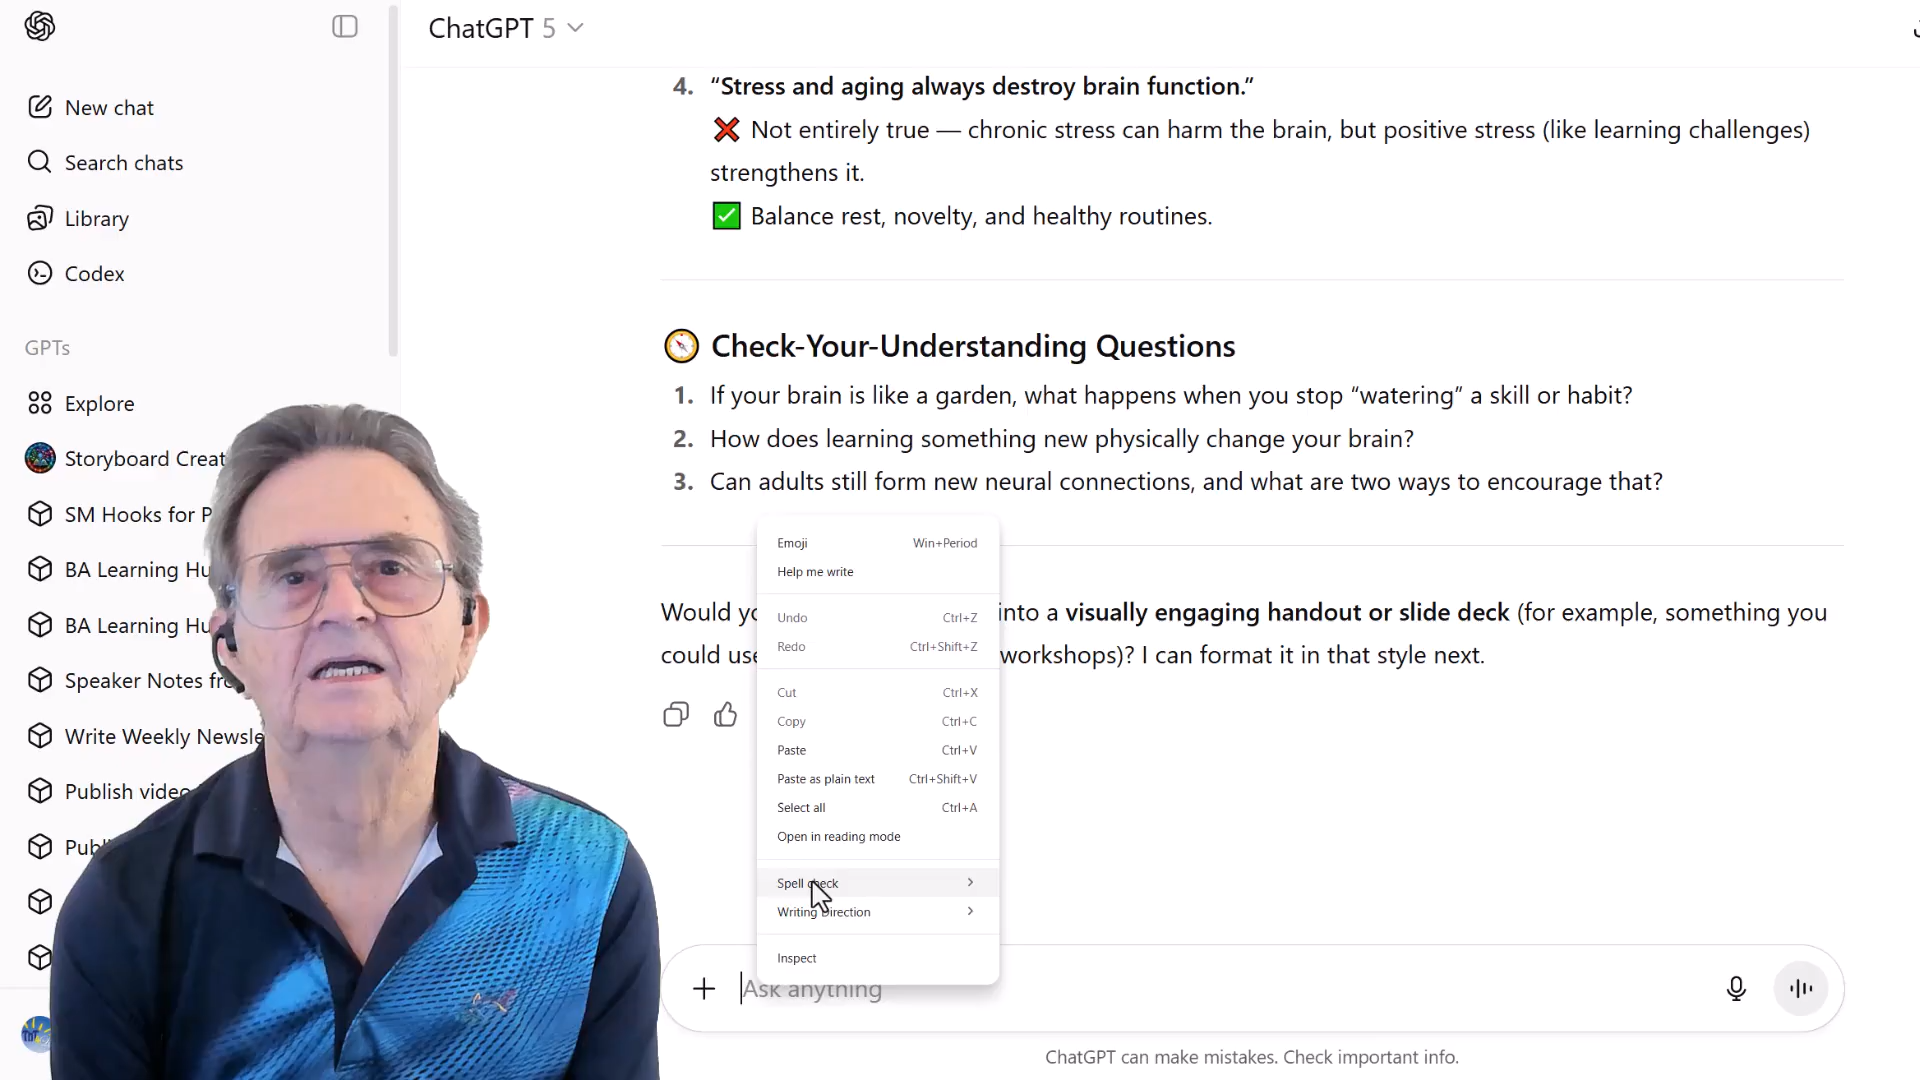 ChatGPT 5
New chat
Search chats
Library
Codex
GPTs
Explore
Storyboard Creat
SM Hooks for P
BA Learning Hu
BA Learning Hu
Speaker Notes fro
Write Weekly Newsle
Publish video
Publ
4. “Stress and aging always destroy brain function.”
❌ Not entirely true — chronic stress can harm the brain, but positive stress (like learning challenges)
strengthens it.
✅ Balance rest, novelty, and healthy routines.
🧭 Check-Your-Understanding Questions
1. If your brain is like a garden, what happens when you stop “watering” a skill or habit?
2. How does learning something new physically change your brain?
3. Can adults still form new neural connections, and what are two ways to encourage that?
Would yo into a visually engaging handout or slide deck (for example, something you
could use workshops)? I can format it in that style next.
Emoji Win+Period
Help me write
Undo Ctrl+Z
Redo Ctrl+Shift+Z
Cut Ctrl+X
Copy Ctrl+C
Paste Ctrl+V
Paste as plain text Ctrl+Shift+V
Select all Ctrl+A
Open in reading mode
Spell check
Writing Direction
Inspect
Ask anything
ChatGPT can make mistakes. Check important info.